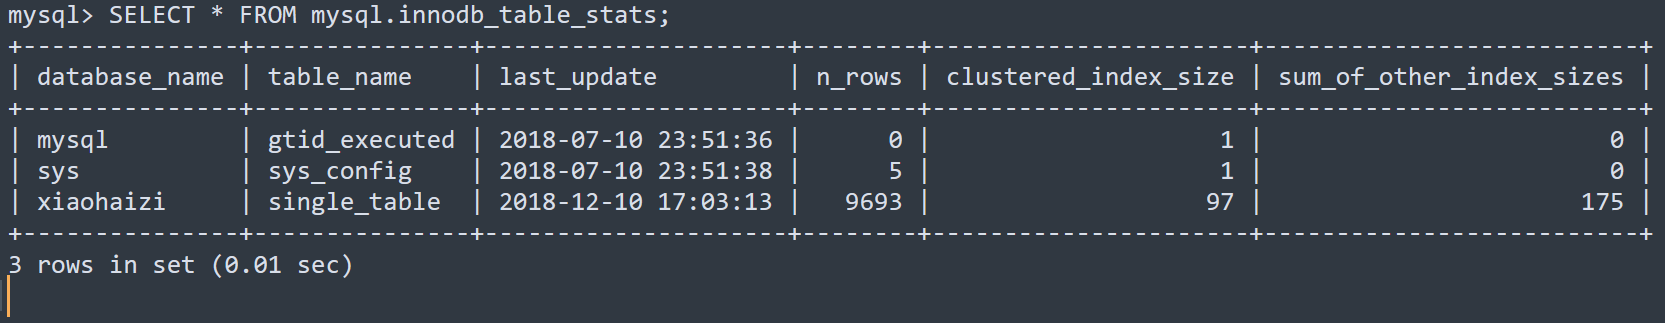 mysql> SELECT * FROM mysql.innodb_table_stats;
+---------------+---------------+---------------------+--------+----------------------+--------------------------+
| database_name | table_name    | last_update         | n_rows | clustered_index_size | sum_of_other_index_sizes |
+---------------+---------------+---------------------+--------+----------------------+--------------------------+
| mysql         | gtid_executed | 2018-07-10 23:51:36 |      0 |                    1 |                        0 |
| sys           | sys_config    | 2018-07-10 23:51:38 |      5 |                    1 |                        0 |
| xiaohaizi     | single_table  | 2018-12-10 17:03:13 |   9693 |                   97 |                      175 |
+---------------+---------------+---------------------+--------+----------------------+--------------------------+
3 rows in set (0.01 sec)